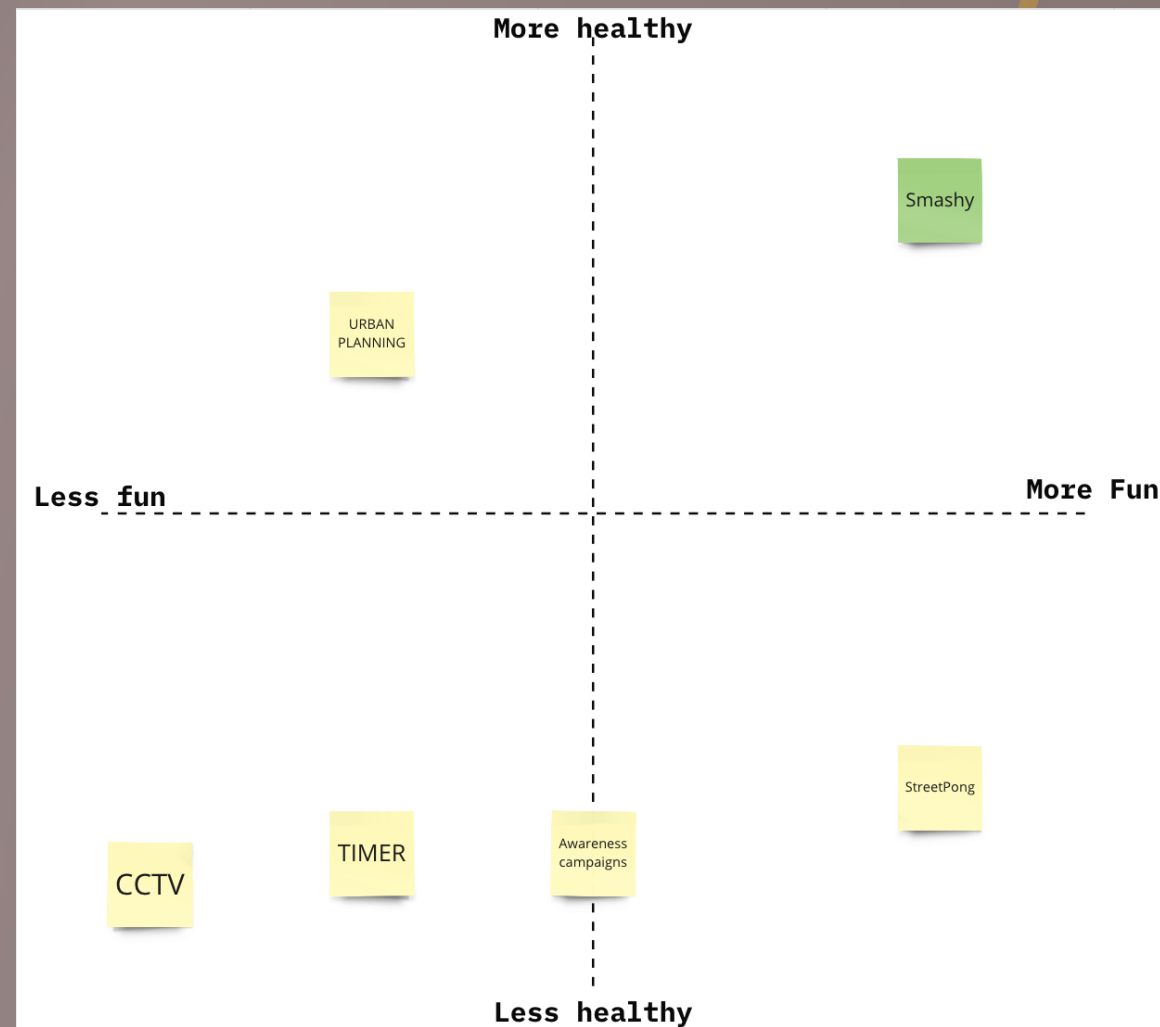 More healthy
Smashy
URBAN
PLANNING
Less fun
More Fun
StreetPong
Awareness
campaigns
TIMER
CCTV
Less healthy